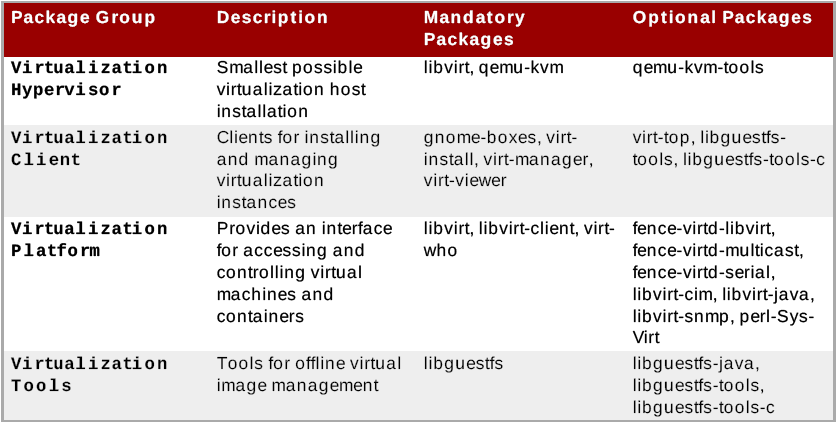 Package Group
Description
Mandatory
Packages
Optional Packages
Virtualization
Hypervisor
Smallest possible
virtualization host
installation
libvirt, qemu-kvm
qemu-kvm-tools
Virtualization
Client
Clients for installing
and managing
virtualization
instances
gnome-boxes, virt-
install, virt-manager,
virt-viewer
virt-top, libguestfs-
tools, libguestfs-tools-c
Virtualization
Platform
Provides an interface
for accessing and
controlling virtual
machines and
containers
libvirt, libvirt-client, virt-
who
fence-virtd-libvirt,
fence-virtd-multicast,
fence-virtd-serial,
libvirt-cim, libvirt-java,
libvirt-snmp, perl-Sys-
Virt
Virtualization
Tools
Tools for offline virtual
image management
libguestfs
libguestfs-java,
libguestfs-tools,
libguestfs-tools-c